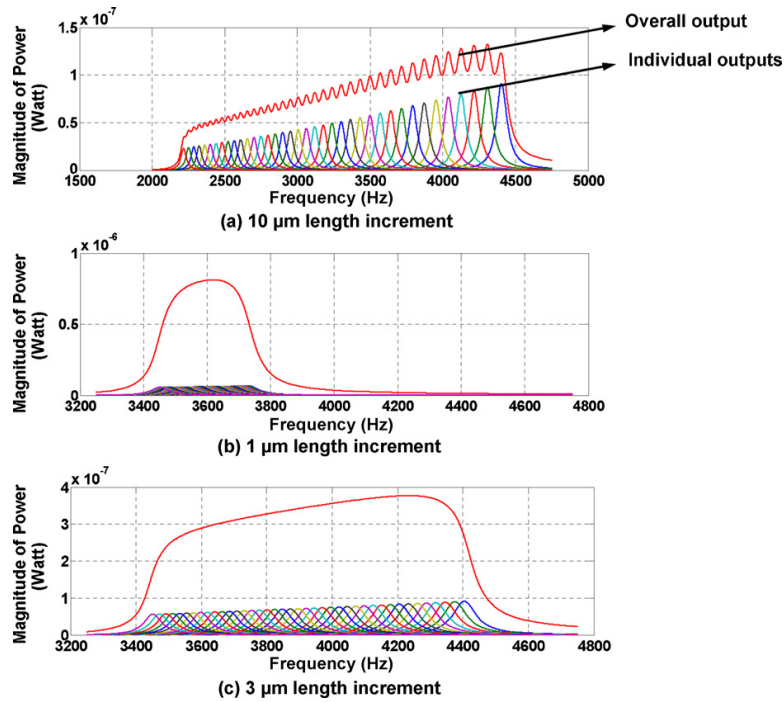 x 10⁻⁷
1.5
1
0.5
0
Magnitude of Power
(Watt)
1500 2000 2500 3000 3500 4000 4500 5000
Frequency (Hz)
Overall output
Individual outputs
(a) 10 µm length increment
x 10⁻⁶
1
0.5
0
Magnitude of Power
(Watt)
3200 3400 3600 3800 4000 4200 4400 4600 4800
Frequency (Hz)
(b) 1 µm length increment
x 10⁻⁷
4
3
2
1
0
Magnitude of Power
(Watt)
3200 3400 3600 3800 4000 4200 4400 4600 4800
Frequency (Hz)
(c) 3 µm length increment